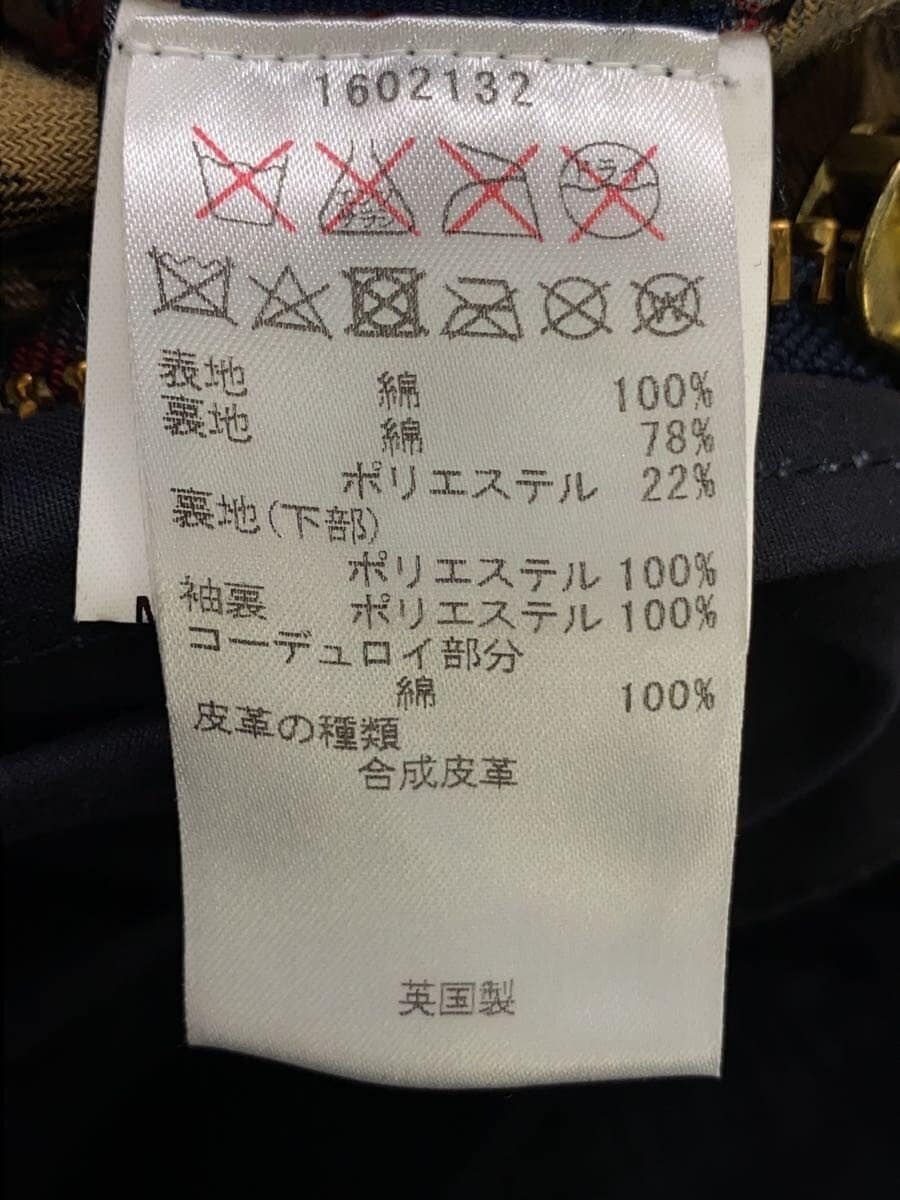 1602132
表地 綿 100%
裏地 綿 78%
ポリエステル 22%
裏地(下部)
ポリエステル 100%
袖裏 ポリエステル 100%
コーデュロイ部分
綿 100%
皮革の種類
合成皮革
英国製